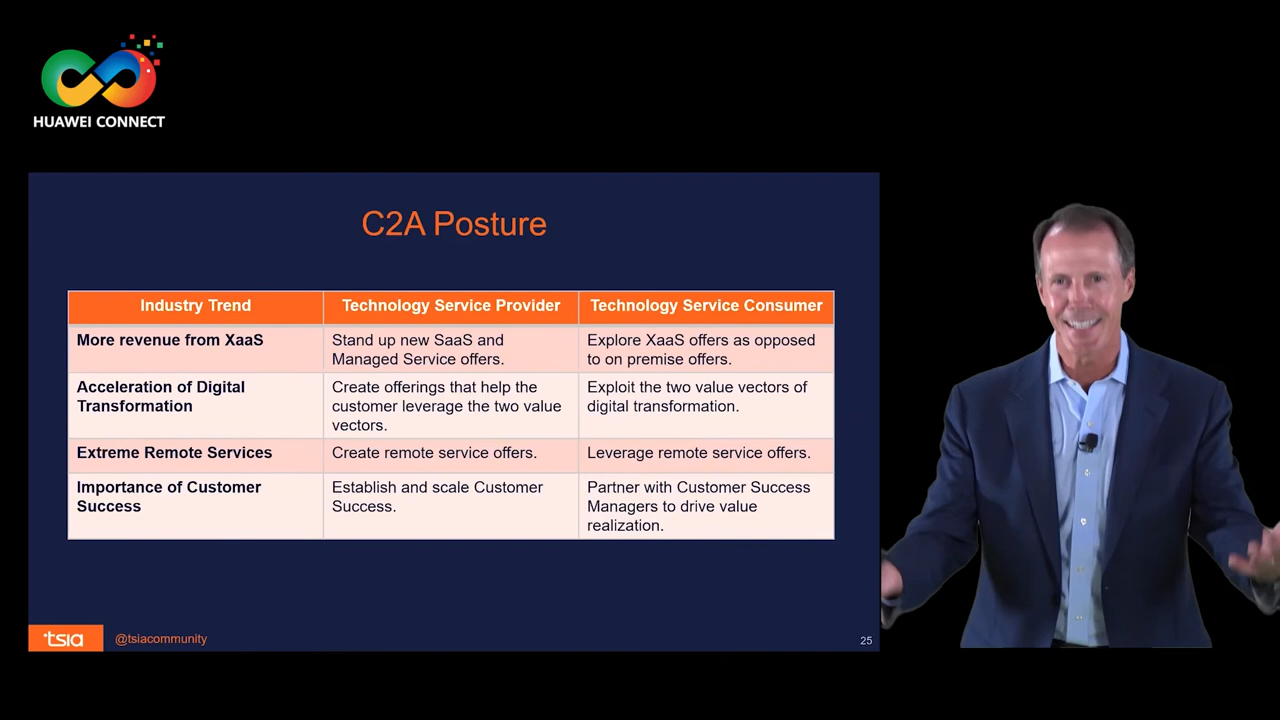 HUAWEI CONNECT
C2A Posture
Industry Trend
Technology Service Provider
Technology Service Consumer
More revenue from XaaS
Stand up new SaaS and
Managed Service offers.
Explore XaaS offers as opposed
to on premise offers.
Acceleration of Digital
Transformation
Create offerings that help the
customer leverage the two value
vectors.
Exploit the two value vectors of
digital transformation.
Extreme Remote Services
Create remote service offers.
Leverage remote service offers.
Importance of Customer
Success
Establish and scale Customer
Success.
Partner with Customer Success
Managers to drive value
realization.
tsia
@tsiacommunity
25